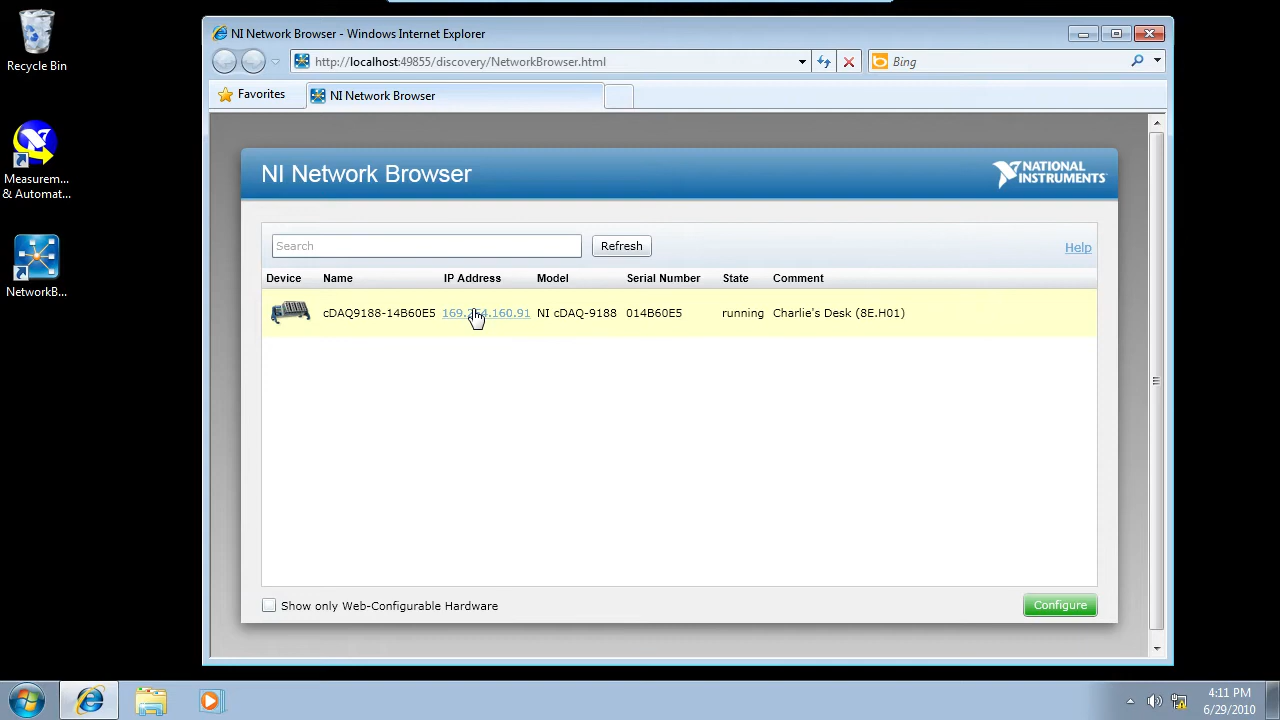 Recycle Bin
Measurem...
& Automat...
NetworkB...
NI Network Browser - Windows Internet Explorer
http://localhost:49855/discovery/NetworkBrowser.html
Bing
Favorites
NI Network Browser
NI Network Browser
NATIONAL
INSTRUMENTS
Search
Refresh
Help
Device Name IP Address Model Serial Number State Comment
cDAQ9188-14B60E5 169. .160.91 NI cDAQ-9188 014B60E5 running Charlie's Desk (8E.H01)
Show only Web-Configurable Hardware
Configure
4:11 PM
6/29/2010